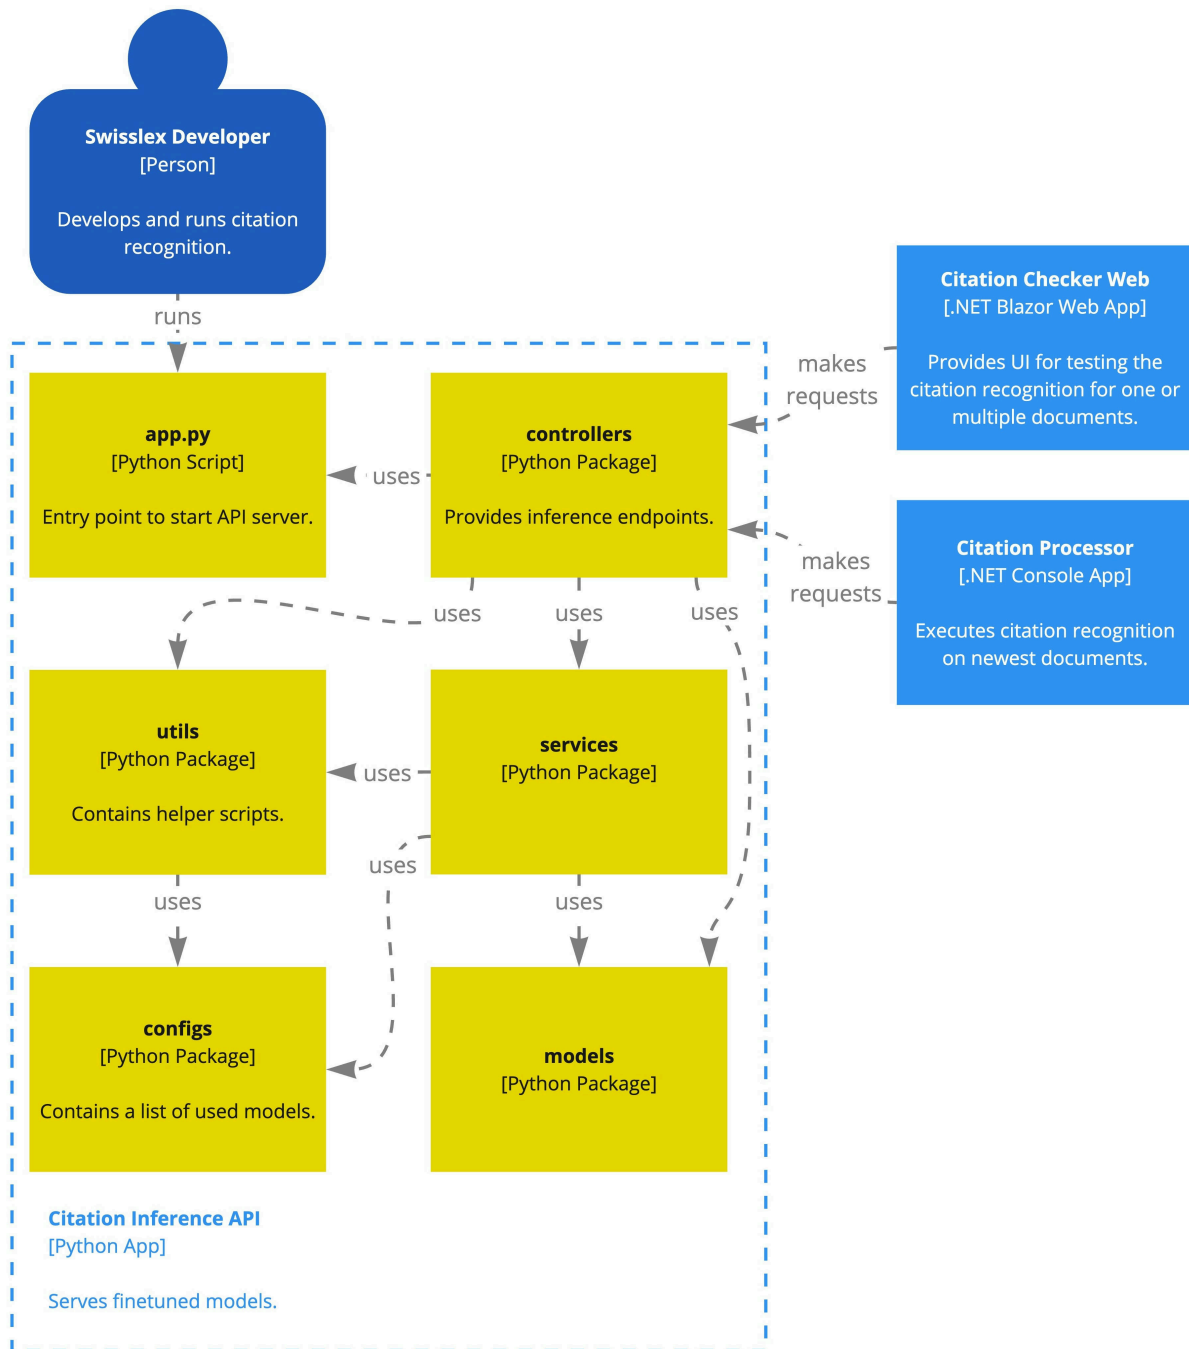 Swisslex Developer
[Person]
Develops and runs citation
recognition.
runs
Citation Checker Web
[.NET Blazor Web App]
Provides UI for testing the
citation recognition for one or
multiple documents.
makes
requests
app.py
[Python Script]
Entry point to start API server.
uses
controllers
[Python Package]
Provides inference endpoints.
Citation Processor
[.NET Console App]
Executes citation recognition
on newest documents.
makes
requests
uses
uses
uses
utils
[Python Package]
Contains helper scripts.
uses
services
[Python Package]
uses
uses
uses
configs
[Python Package]
Contains a list of used models.
models
[Python Package]
Citation Inference API
[Python App]
Serves finetuned models.